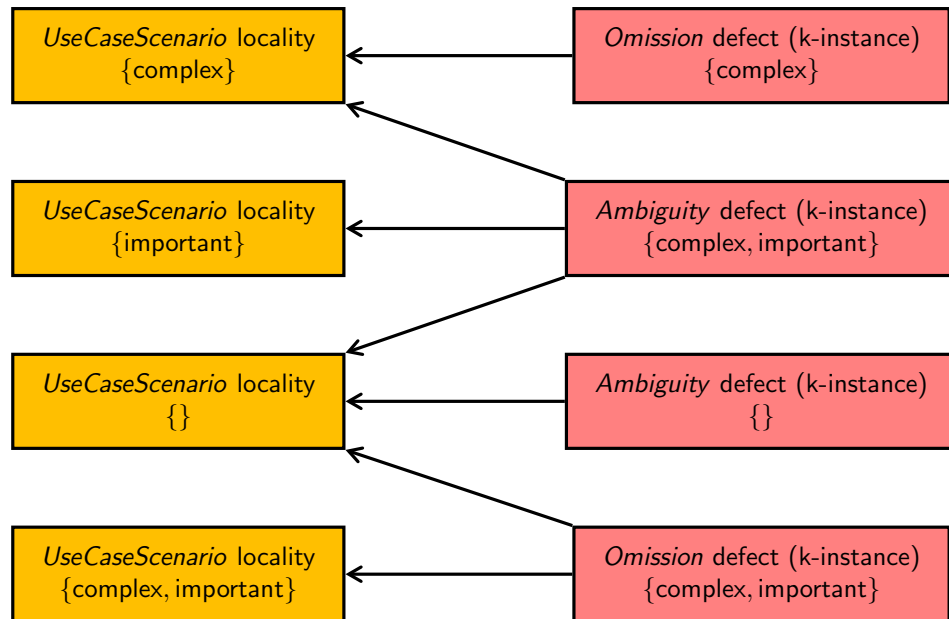 UseCaseScenario locality
{complex}
Omission defect (k-instance)
{complex}
UseCaseScenario locality
{important}
Ambiguity defect (k-instance)
{complex, important}
UseCaseScenario locality
{}
Ambiguity defect (k-instance)
{}
UseCaseScenario locality
{complex, important}
Omission defect (k-instance)
{complex, important}